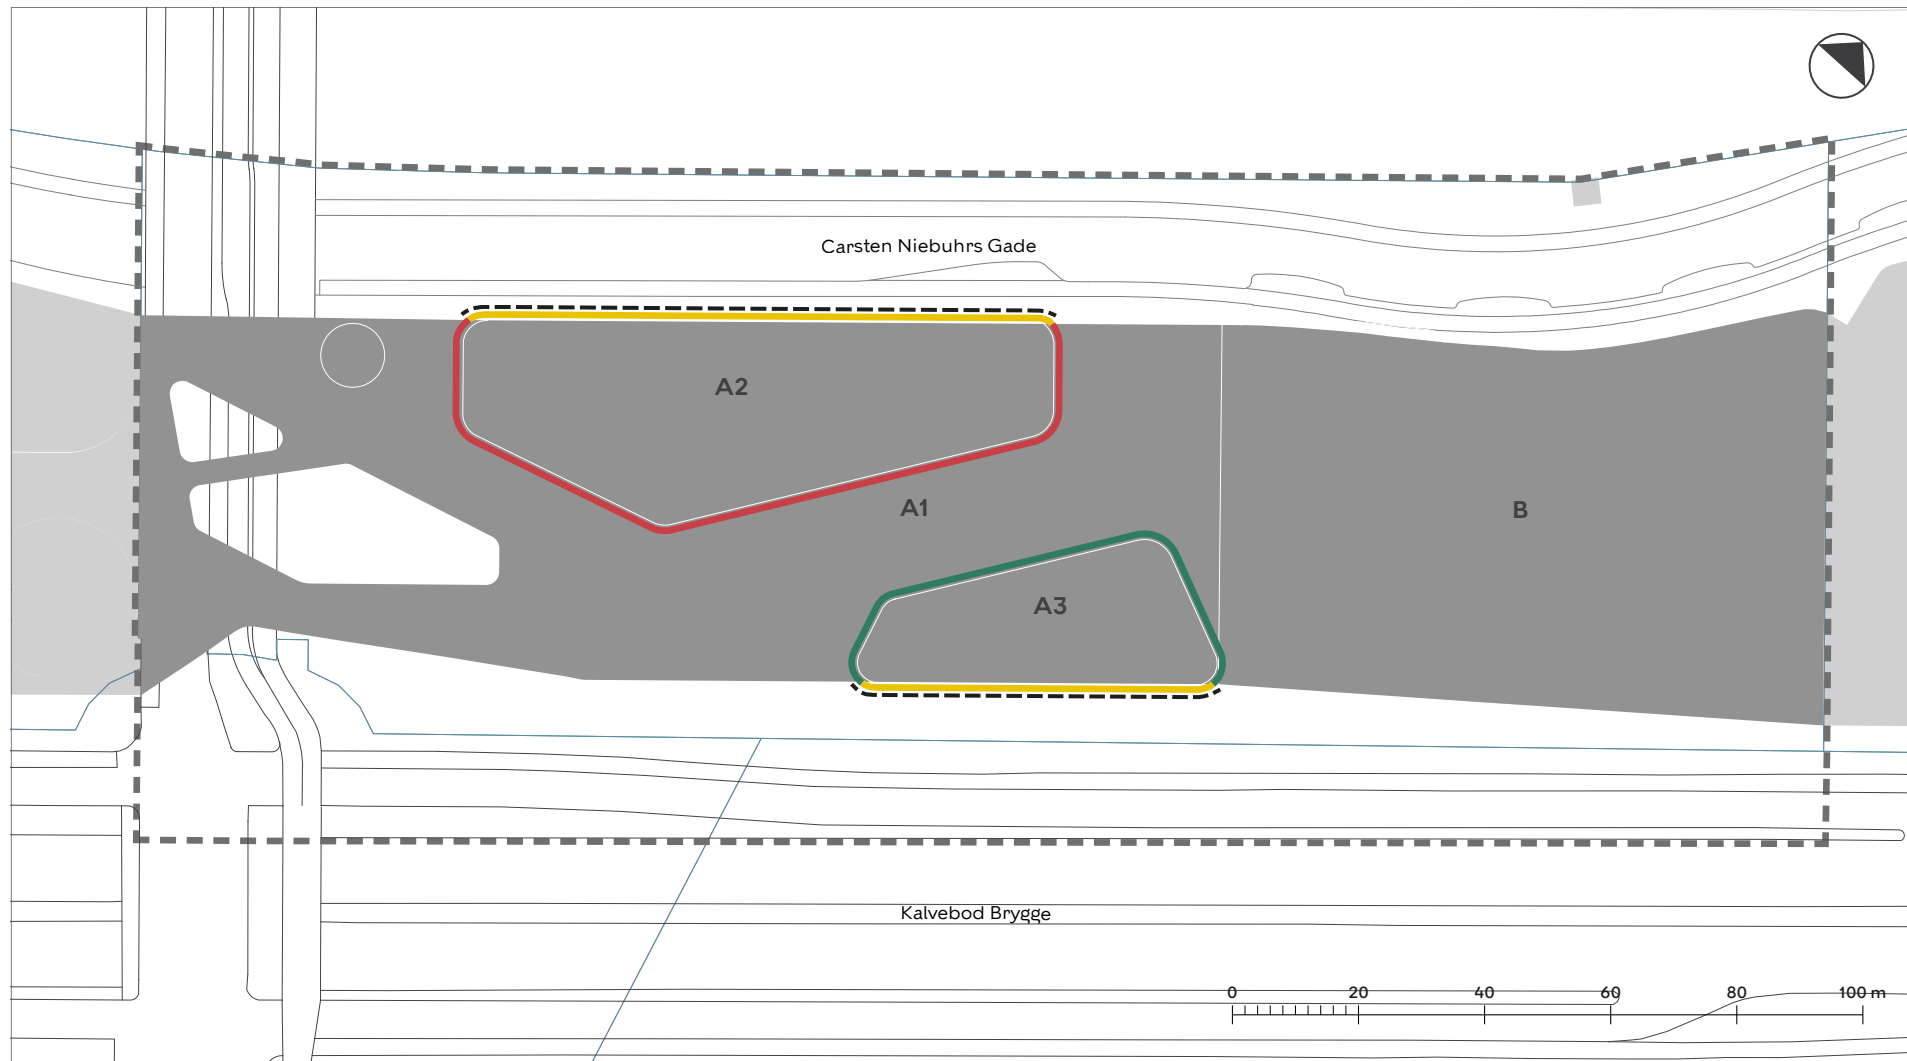 Carsten Niebuhrs Gade
A2
A1
B
A3
Kalvebod Brygge
0 20 40 60 80 100 m